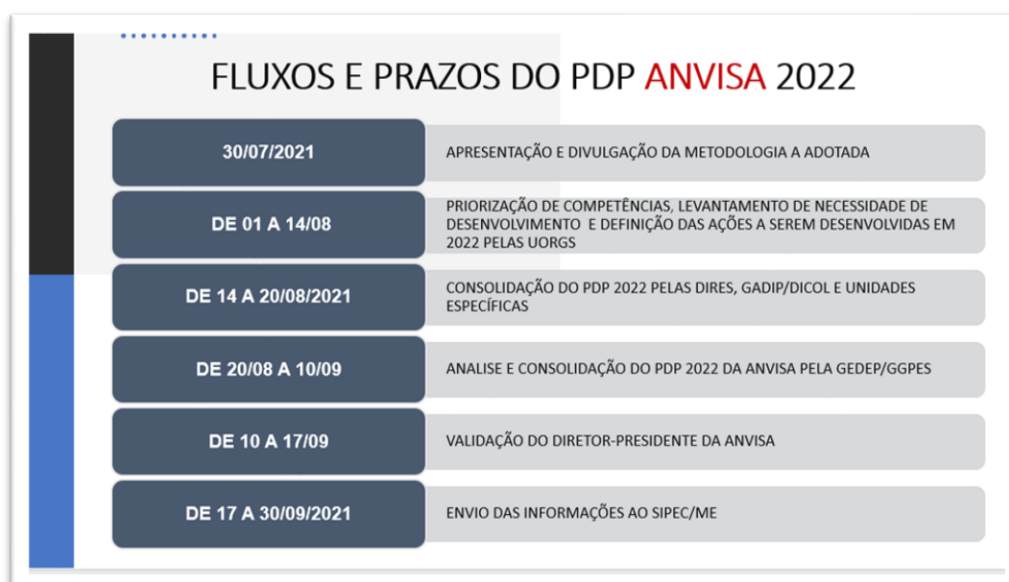 FLUXOS E PRAZOS DO PDP ANVISA 2022
30/07/2021
APRESENTAÇÃO E DIVULGAÇÃO DA METODOLOGIA A ADOTADA
DE 01 A 14/08
PRIORIZAÇÃO DE COMPETÊNCIAS, LEVANTAMENTO DE NECESSIDADE DE
DESENVOLVIMENTO E DEFINIÇÃO DAS AÇÕES A SEREM DESENVOLVIDAS EM
2022 PELAS UORGS
DE 14 A 20/08/2021
CONSOLIDAÇÃO DO PDP 2022 PELAS DIRES, GADIP/DICOL E UNIDADES
ESPECÍFICAS
DE 20/08 A 10/09
ANALISE E CONSOLIDAÇÃO DO PDP 2022 DA ANVISA PELA GEDEP/GGPES
DE 10 A 17/09
VALIDAÇÃO DO DIRETOR-PRESIDENTE DA ANVISA
DE 17 A 30/09/2021
ENVIO DAS INFORMAÇÕES AO SIPEC/ME